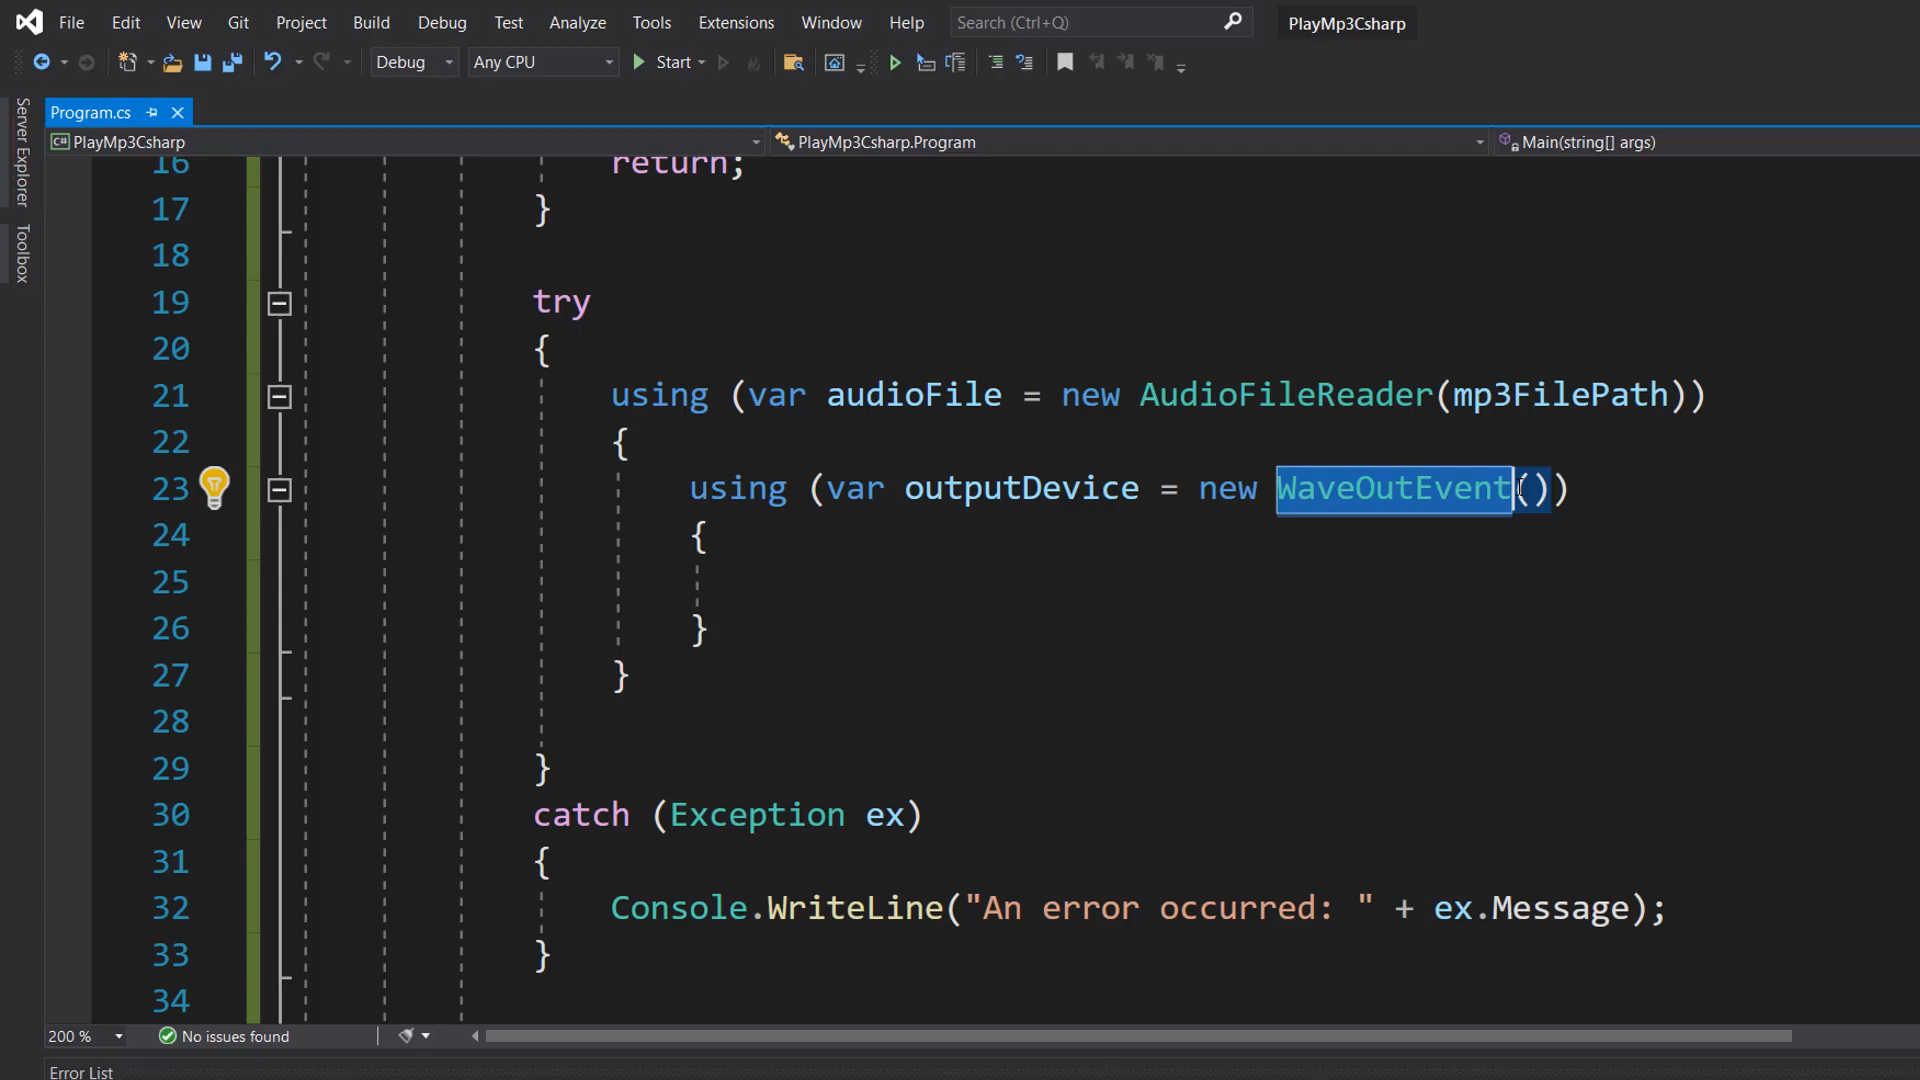 File Edit View Git Project Build Debug Test Analyze Tools Extensions Window Help Search (Ctrl+Q) PlayMp3Csharp
Debug Any CPU Start
Server Explorer
Toolbox
Program.cs
PlayMp3Csharp PlayMp3Csharp.Program Main(string[] args)
16 return;
17 }
18
19 try
20 {
21 using (var audioFile = new AudioFileReader(mp3FilePath))
22 {
23 using (var outputDevice = new WaveOutEvent())
24 {
25
26 }
27 }
28
29 }
30 catch (Exception ex)
31 {
32 Console.WriteLine("An error occurred: " + ex.Message);
33 }
34
200 % No issues found
Error List